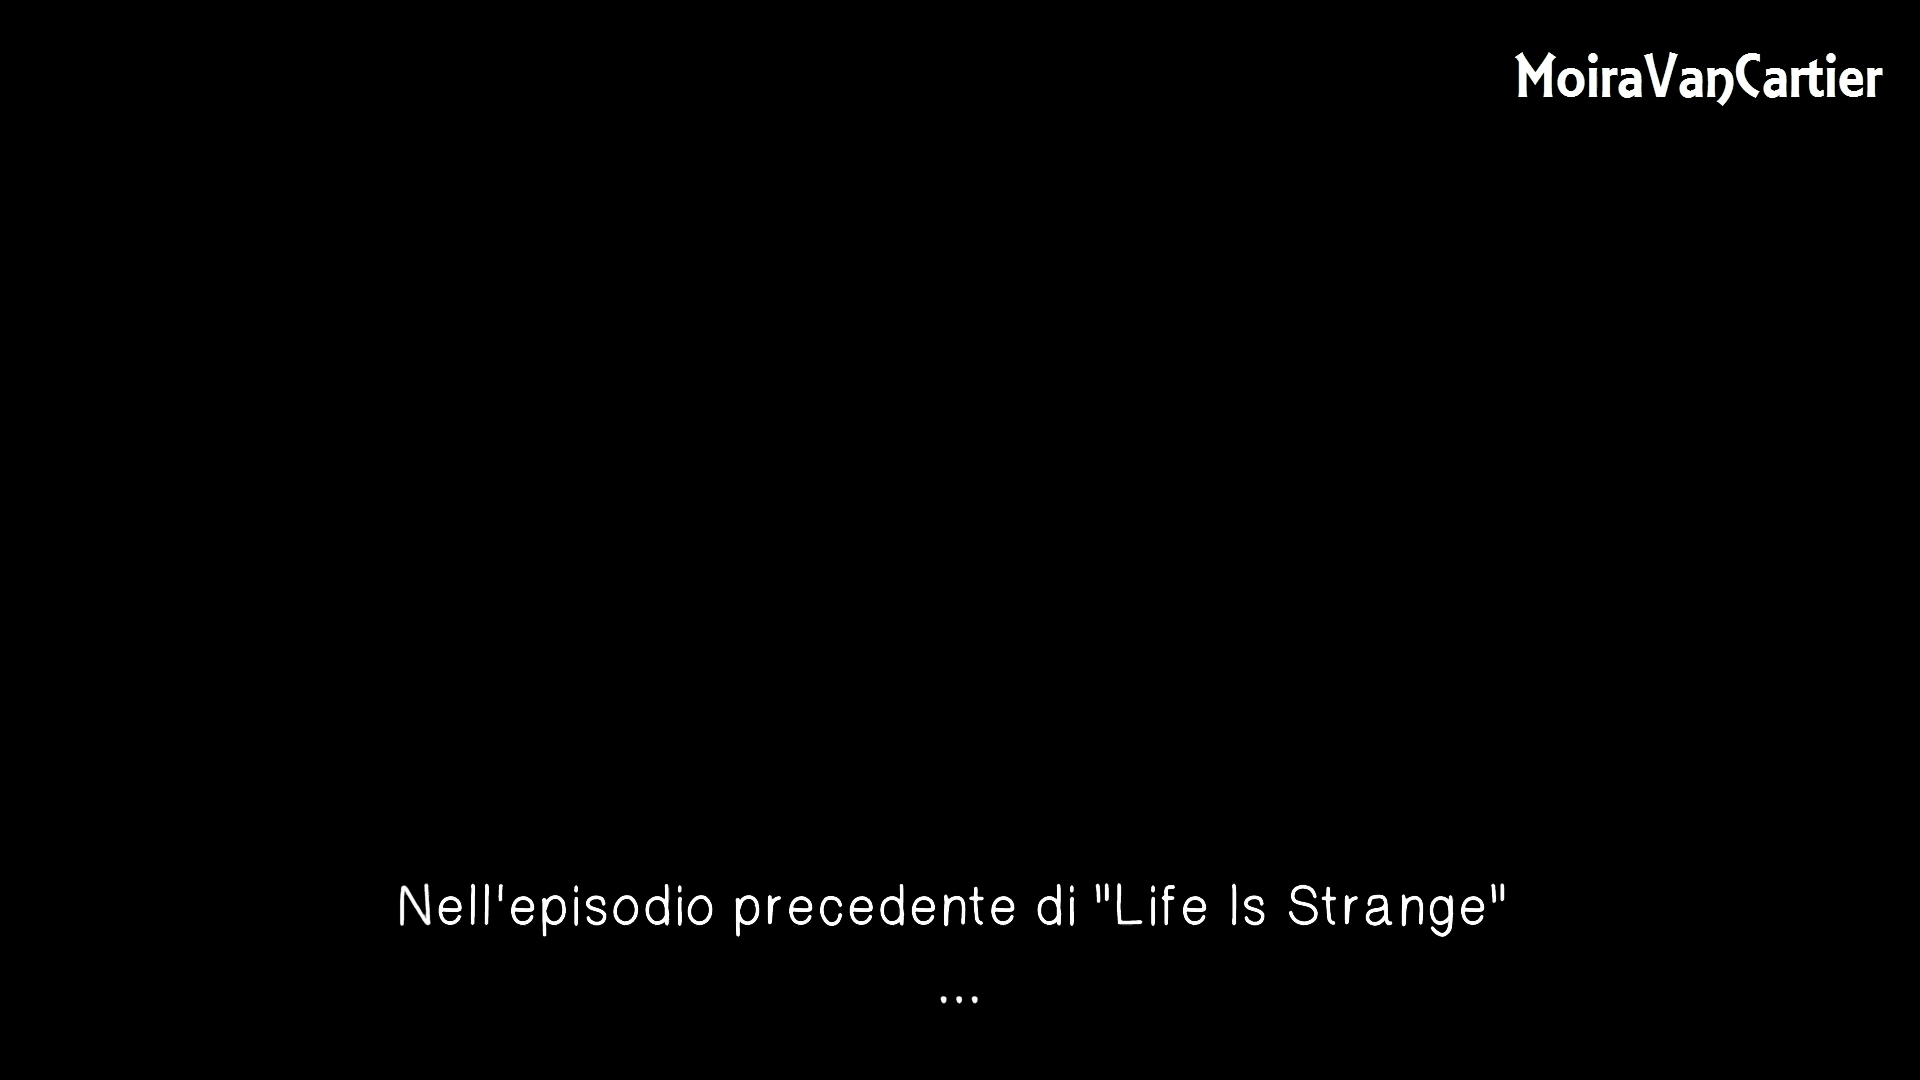 MoiraVanCartier
Nell'episodio precedente di "Life Is Strange"
...